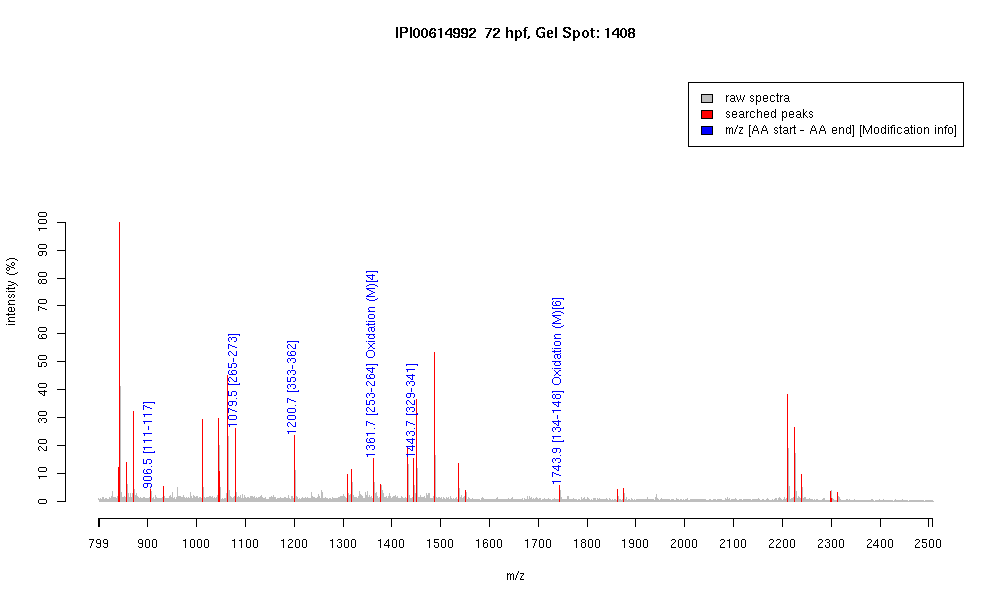 IPI00614992 72 hpf, Gel Spot: 1408
raw spectra
searched peaks
m/z [AA start - AA end] [Modification info]
intensity (%)
100
90
80
70
60
50
40
30
20
10
0
906.5 [111-117]
1079.5 [265-273]
1200.7 [353-362]
1361.7 [253-264] Oxidation (M)[4]
1443.7 [329-341]
1743.9 [134-148] Oxidation (M)[6]
799 900 1000 1100 1200 1300 1400 1500 1600 1700 1800 1900 2000 2100 2200 2300 2400 2500
m/z